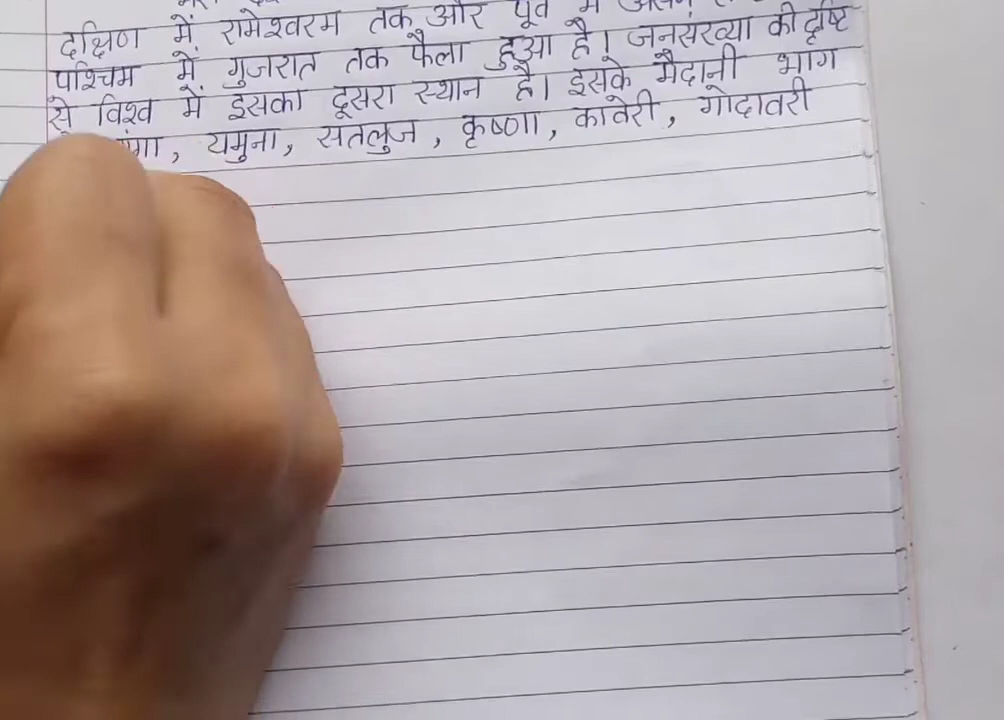 दक्षिण में रामेश्वरम तक और पूर्व में
पश्चिम में गुजरात तक फैला हुआ है। जनसंख्या की दृष्टि
से विश्व में इसका दूसरा स्थान है। इसके मैदानी भाग
यमुना, सतलुज, कृष्णा, कावेरी, गोदावरी